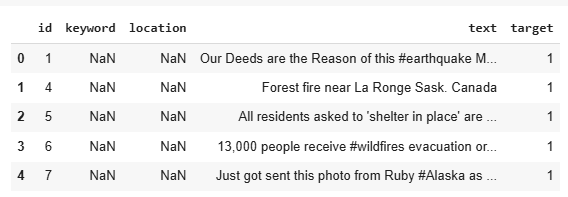 id keyword location text target
0 1 NaN NaN Our Deeds are the Reason of this #earthquake M... 1
1 4 NaN NaN Forest fire near La Ronge Sask. Canada 1
2 5 NaN NaN All residents asked to 'shelter in place' are ... 1
3 6 NaN NaN 13,000 people receive #wildfires evacuation or... 1
4 7 NaN NaN Just got sent this photo from Ruby #Alaska as ... 1